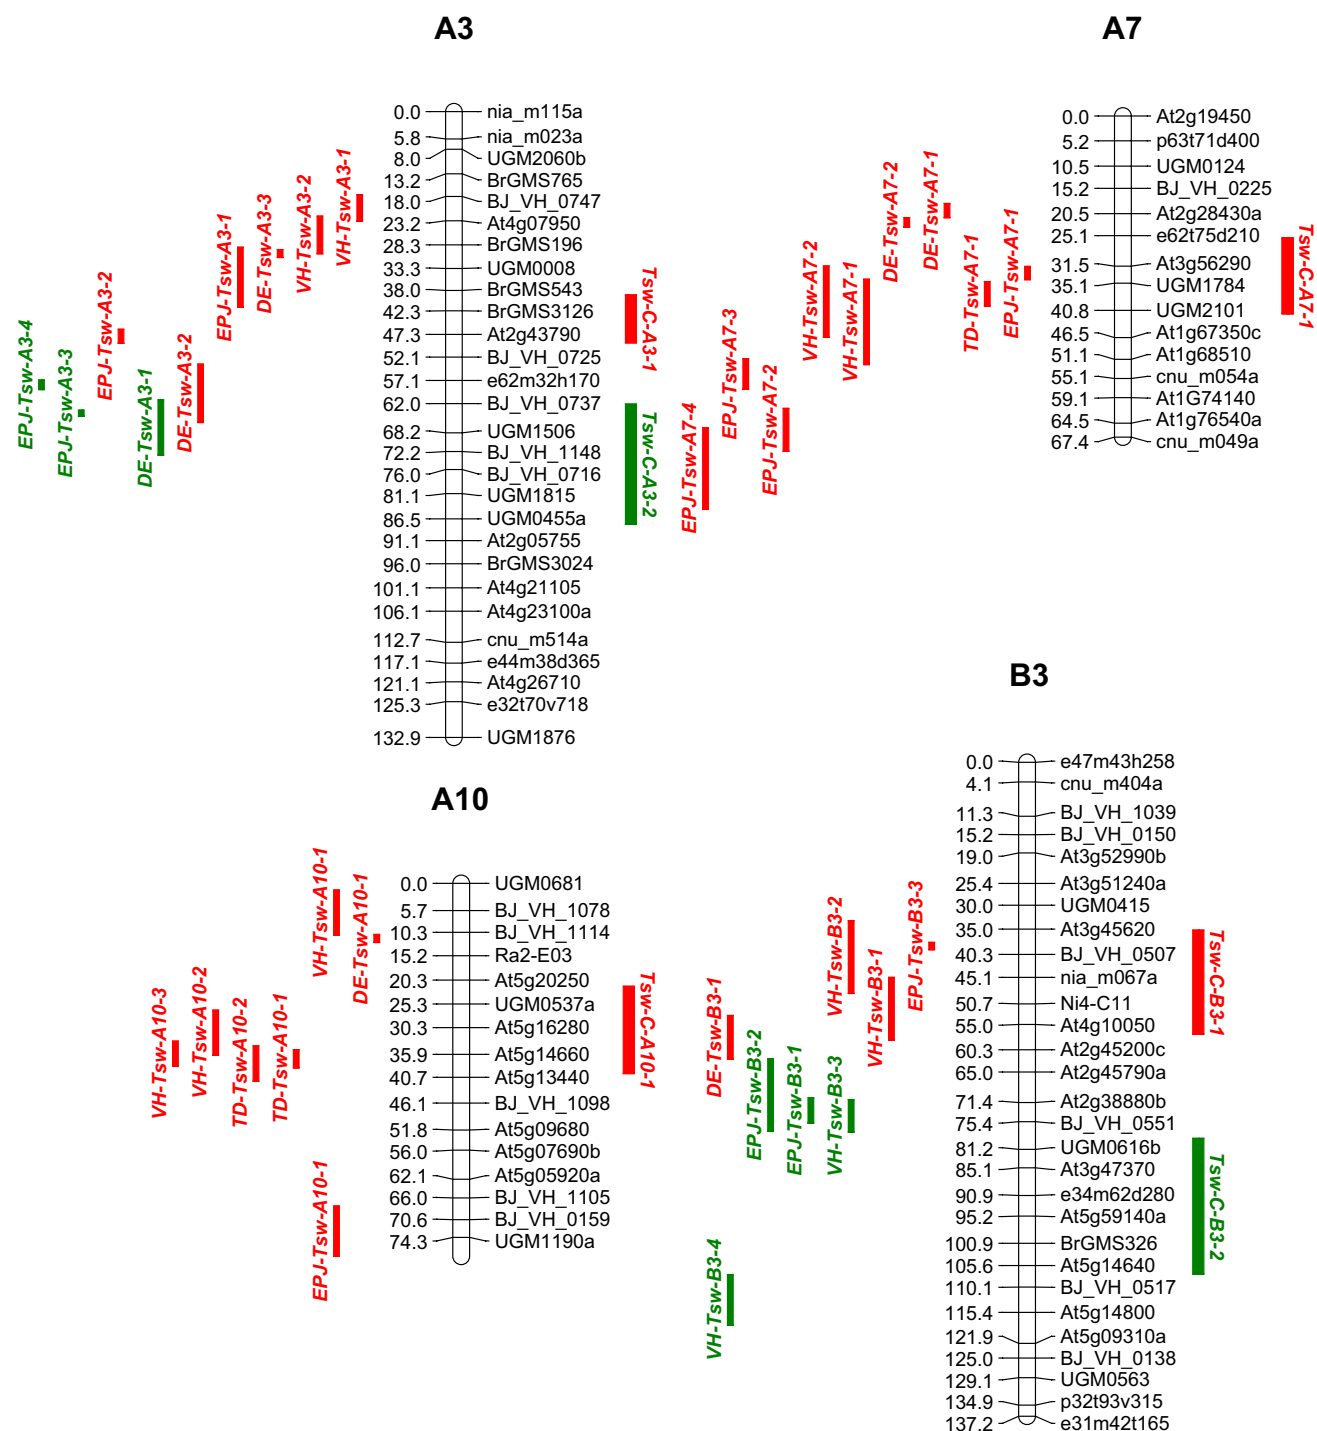 A3
0.0 nia_m115a
5.8 nia_m023a
8.0 UGM2060b
13.2 BrGMS765
18.0 BJ_VH_0747
23.2 At4g07950
28.3 BrGMS196
33.3 UGM0008
38.0 BrGMS543
42.3 BrGMS3126
47.3 At2g43790
52.1 BJ_VH_0725
57.1 e62m32h170
62.0 BJ_VH_0737
68.2 UGM1506
72.2 BJ_VH_1148
76.0 BJ_VH_0716
81.1 UGM1815
86.5 UGM0455a
91.1 At2g05755
96.0 BrGMS3024
101.1 At4g21105
106.1 At4g23100a
112.7 cnu_m514a
117.1 e44m38d365
121.1 At4g26710
125.3 e32t70v718
132.9 UGM1876
EPJ-Tsw-A3-4
EPJ-Tsw-A3-3
EPJ-Tsw-A3-2
DE-Tsw-A3-1
DE-Tsw-A3-2
EPJ-Tsw-A3-1
DE-Tsw-A3-3
VH-Tsw-A3-2
VH-Tsw-A3-1
Tsw-C-A3-1
Tsw-C-A3-2
A7
0.0 At2g19450
5.2 p63t71d400
10.5 UGM0124
15.2 BJ_VH_0225
20.5 At2g28430a
25.1 e62t75d210
31.5 At3g56290
35.1 UGM1784
40.8 UGM2101
46.5 At1g67350c
51.1 At1g68510
55.1 cnu_m054a
59.1 At1G74140
64.5 At1g76540a
67.4 cnu_m049a
EPJ-Tsw-A7-4
EPJ-Tsw-A7-3
EPJ-Tsw-A7-2
VH-Tsw-A7-2
VH-Tsw-A7-1
DE-Tsw-A7-2
DE-Tsw-A7-1
TD-Tsw-A7-1
EPJ-Tsw-A7-1
Tsw-C-A7-1
A10
0.0 UGM0681
5.7 BJ_VH_1078
10.3 BJ_VH_1114
15.2 Ra2-E03
20.3 At5g20250
25.3 UGM0537a
30.3 At5g16280
35.9 At5g14660
40.7 At5g13440
46.1 BJ_VH_1098
51.8 At5g09680
56.0 At5g07690b
62.1 At5g05920a
66.0 BJ_VH_1105
70.6 BJ_VH_0159
74.3 UGM1190a
VH-Tsw-A10-3
VH-Tsw-A10-2
TD-Tsw-A10-2
TD-Tsw-A10-1
VH-Tsw-A10-1
DE-Tsw-A10-1
EPJ-Tsw-A10-1
Tsw-C-A10-1
B3
0.0 e47m43h258
4.1 cnu_m404a
11.3 BJ_VH_1039
15.2 BJ_VH_0150
19.0 At3g52990b
25.4 At3g51240a
30.0 UGM0415
35.0 At3g45620
40.3 BJ_VH_0507
45.1 nia_m067a
50.7 Ni4-C11
55.0 At4g10050
60.3 At2g45200c
65.0 At2g45790a
71.4 At2g38880b
75.4 BJ_VH_0551
81.2 UGM0616b
85.1 At3g47370
90.9 e34m62d280
95.2 At5g59140a
100.9 BrGMS326
105.6 At5g14640
110.1 BJ_VH_0517
115.4 At5g14800
121.9 At5g09310a
125.0 BJ_VH_0138
129.1 UGM0563
134.9 p32t93v315
137.2 e31m42t165
DE-Tsw-B3-1
EPJ-Tsw-B3-2
EPJ-Tsw-B3-1
VH-Tsw-B3-3
VH-Tsw-B3-2
VH-Tsw-B3-1
EPJ-Tsw-B3-3
VH-Tsw-B3-4
Tsw-C-B3-1
Tsw-C-B3-2